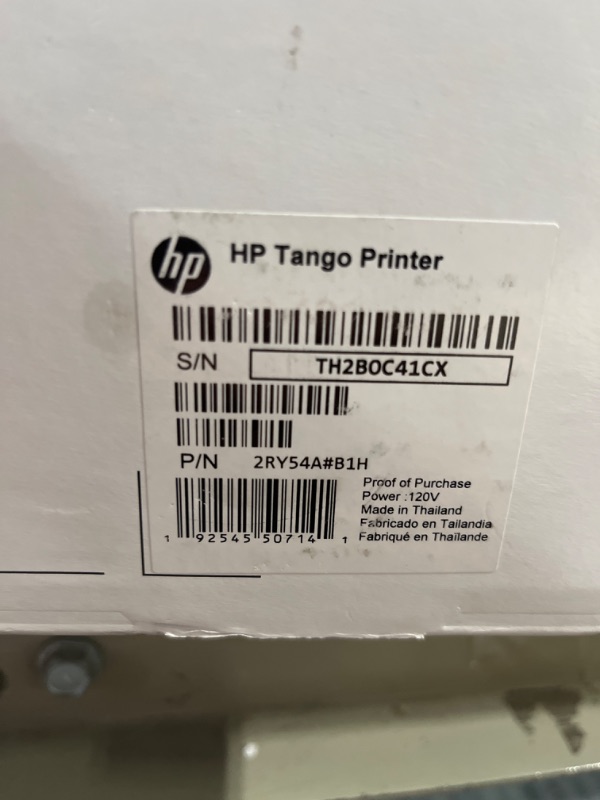 hp HP Tango Printer
S/N TH2B0C41CX
P/N 2RY54A#B1H
1 92545 50714 1
Proof of Purchase
Power :120V
Made in Thailand
Fabricado en Tailandia
Fabriqué en Thaïlande